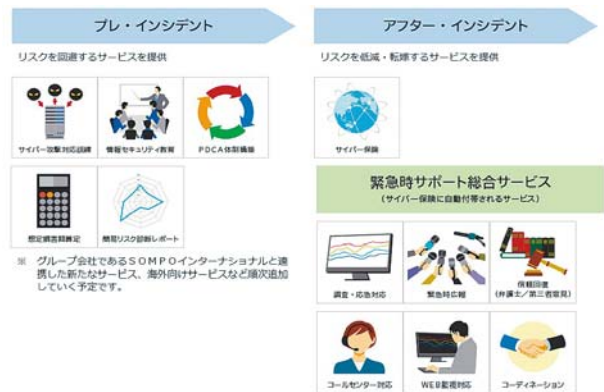 プレ・インシデント
リスクを回避するサービスを提供
サイバー攻撃対応訓練
情報セキュリティ教育
PDCA体制構築
想定損害額算定
簡易リスク診断レポート
※ グループ会社であるSOMPOインターナショナルと連
携した新たなサービス、海外向けサービスなど順次追加
していく予定です。
アフター・インシデント
リスクを低減・転嫁するサービスを提供
サイバー保険
緊急時サポート総合サービス
(サイバー保険に自動付帯されるサービス)
調査・応急対応
緊急時広報
信頼回復
(弁護士/第三者意見)
コールセンター対応
WEB監視対応
コーディネーション